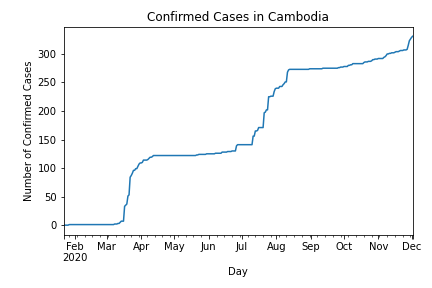 Confirmed Cases in Cambodia
Number of Confirmed Cases
300
250
200
150
100
50
0
Feb Mar Apr May Jun Jul Aug Sep Oct Nov Dec
2020
Day